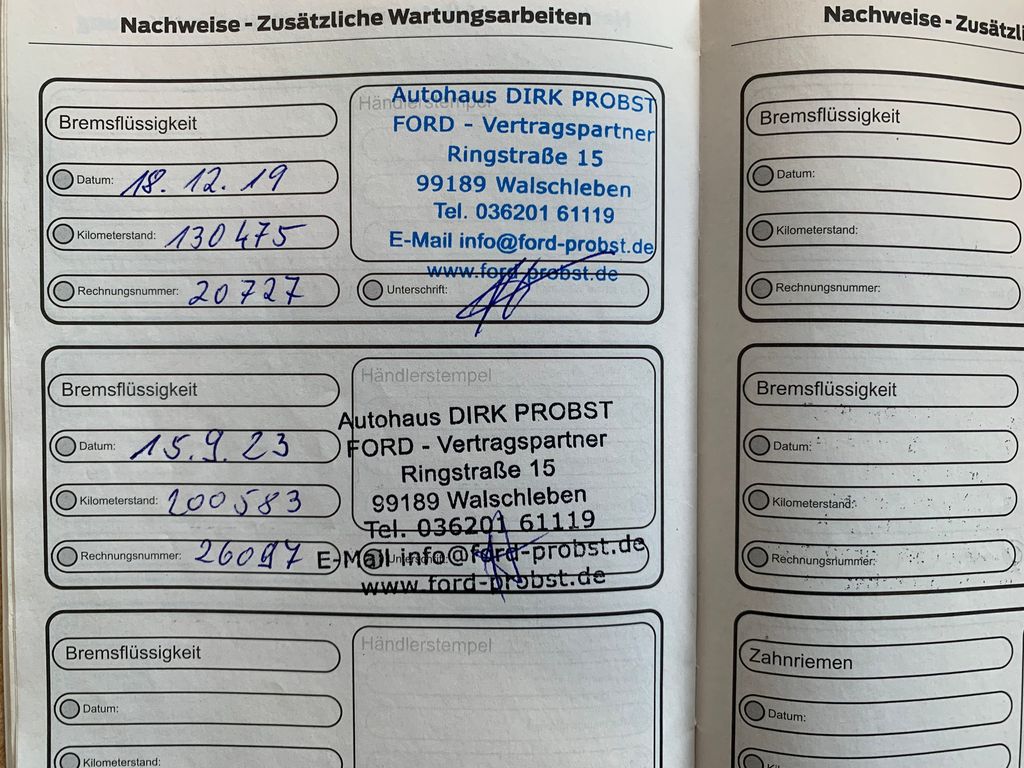 Nachweise - Zusätzliche Wartungsarbeiten
Bremsflüssigkeit
Datum: 18. 12. 19
Kilometerstand: 130475
Rechnungsnummer: 20727
Händlerstempel
Autohaus DIRK PROBST
FORD - Vertragspartner
Ringstraße 15
99189 Walschleben
Tel. 036201 61119
E-Mail info@ford-probst.de
www.ford-probst.de
Unterschrift:
Bremsflüssigkeit
Datum: 15.9.23
Kilometerstand: 200583
Rechnungsnummer: 26097
Händlerstempel
Autohaus DIRK PROBST
FORD - Vertragspartner
Ringstraße 15
99189 Walschleben
Tel. 036201 61119
E-Mail info@ford-probst.de
www.ford-probst.de
Unterschrift:
Bremsflüssigkeit
Datum:
Kilometerstand:
Händlerstempel
Nachweise - Zusätzli
Bremsflüssigkeit
Datum:
Kilometerstand:
Rechnungsnummer:
Bremsflüssigkeit
Datum:
Kilometerstand:
Rechnungsnummer:
Zahnriemen
Datum: